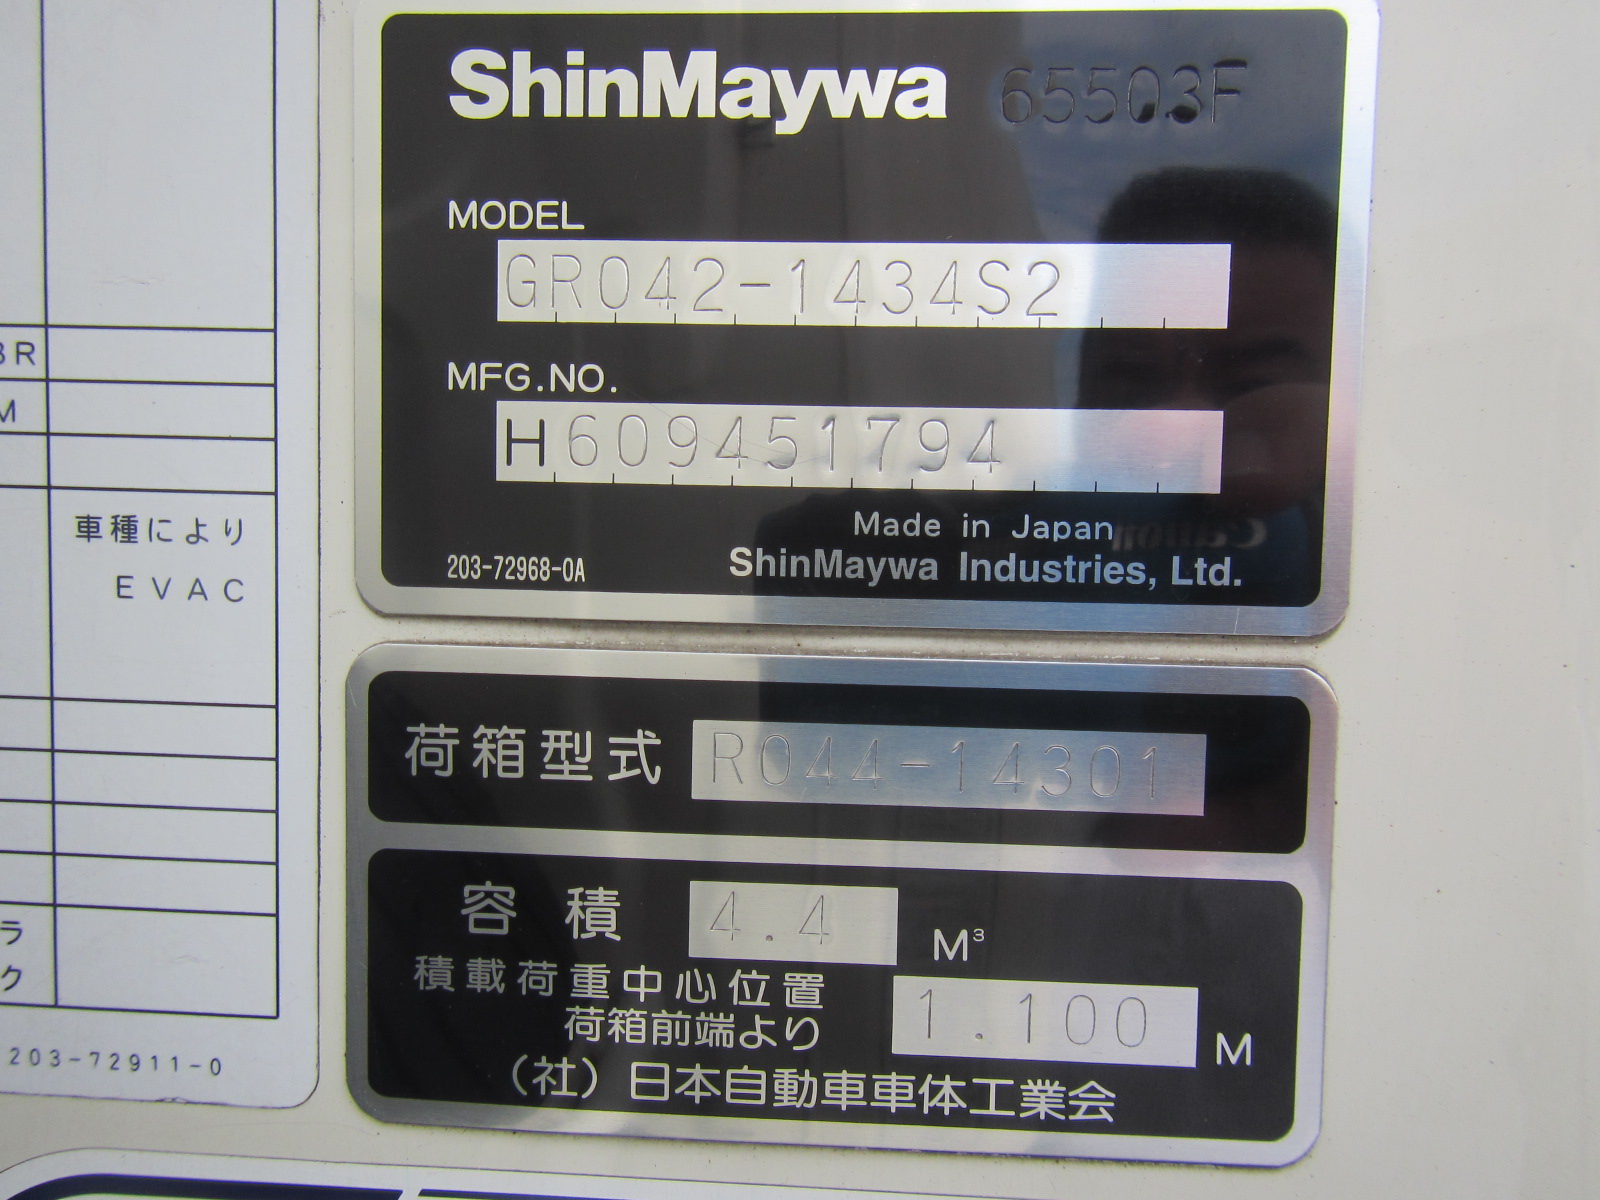 ShinMaywa 65503F
MODEL
GR042-1434S2
MFG.NO.
H609451794
Made in Japan
203-72968-0A ShinMaywa Industries, Ltd.
荷箱型式 R044-14301
容積 4.4 M³
積載荷重中心位置
荷箱前端より 1.100 M
（社）日本自動車車体工業会
BR
M
車種により
EVAC
ラ
ク
203-72911-0
Canon